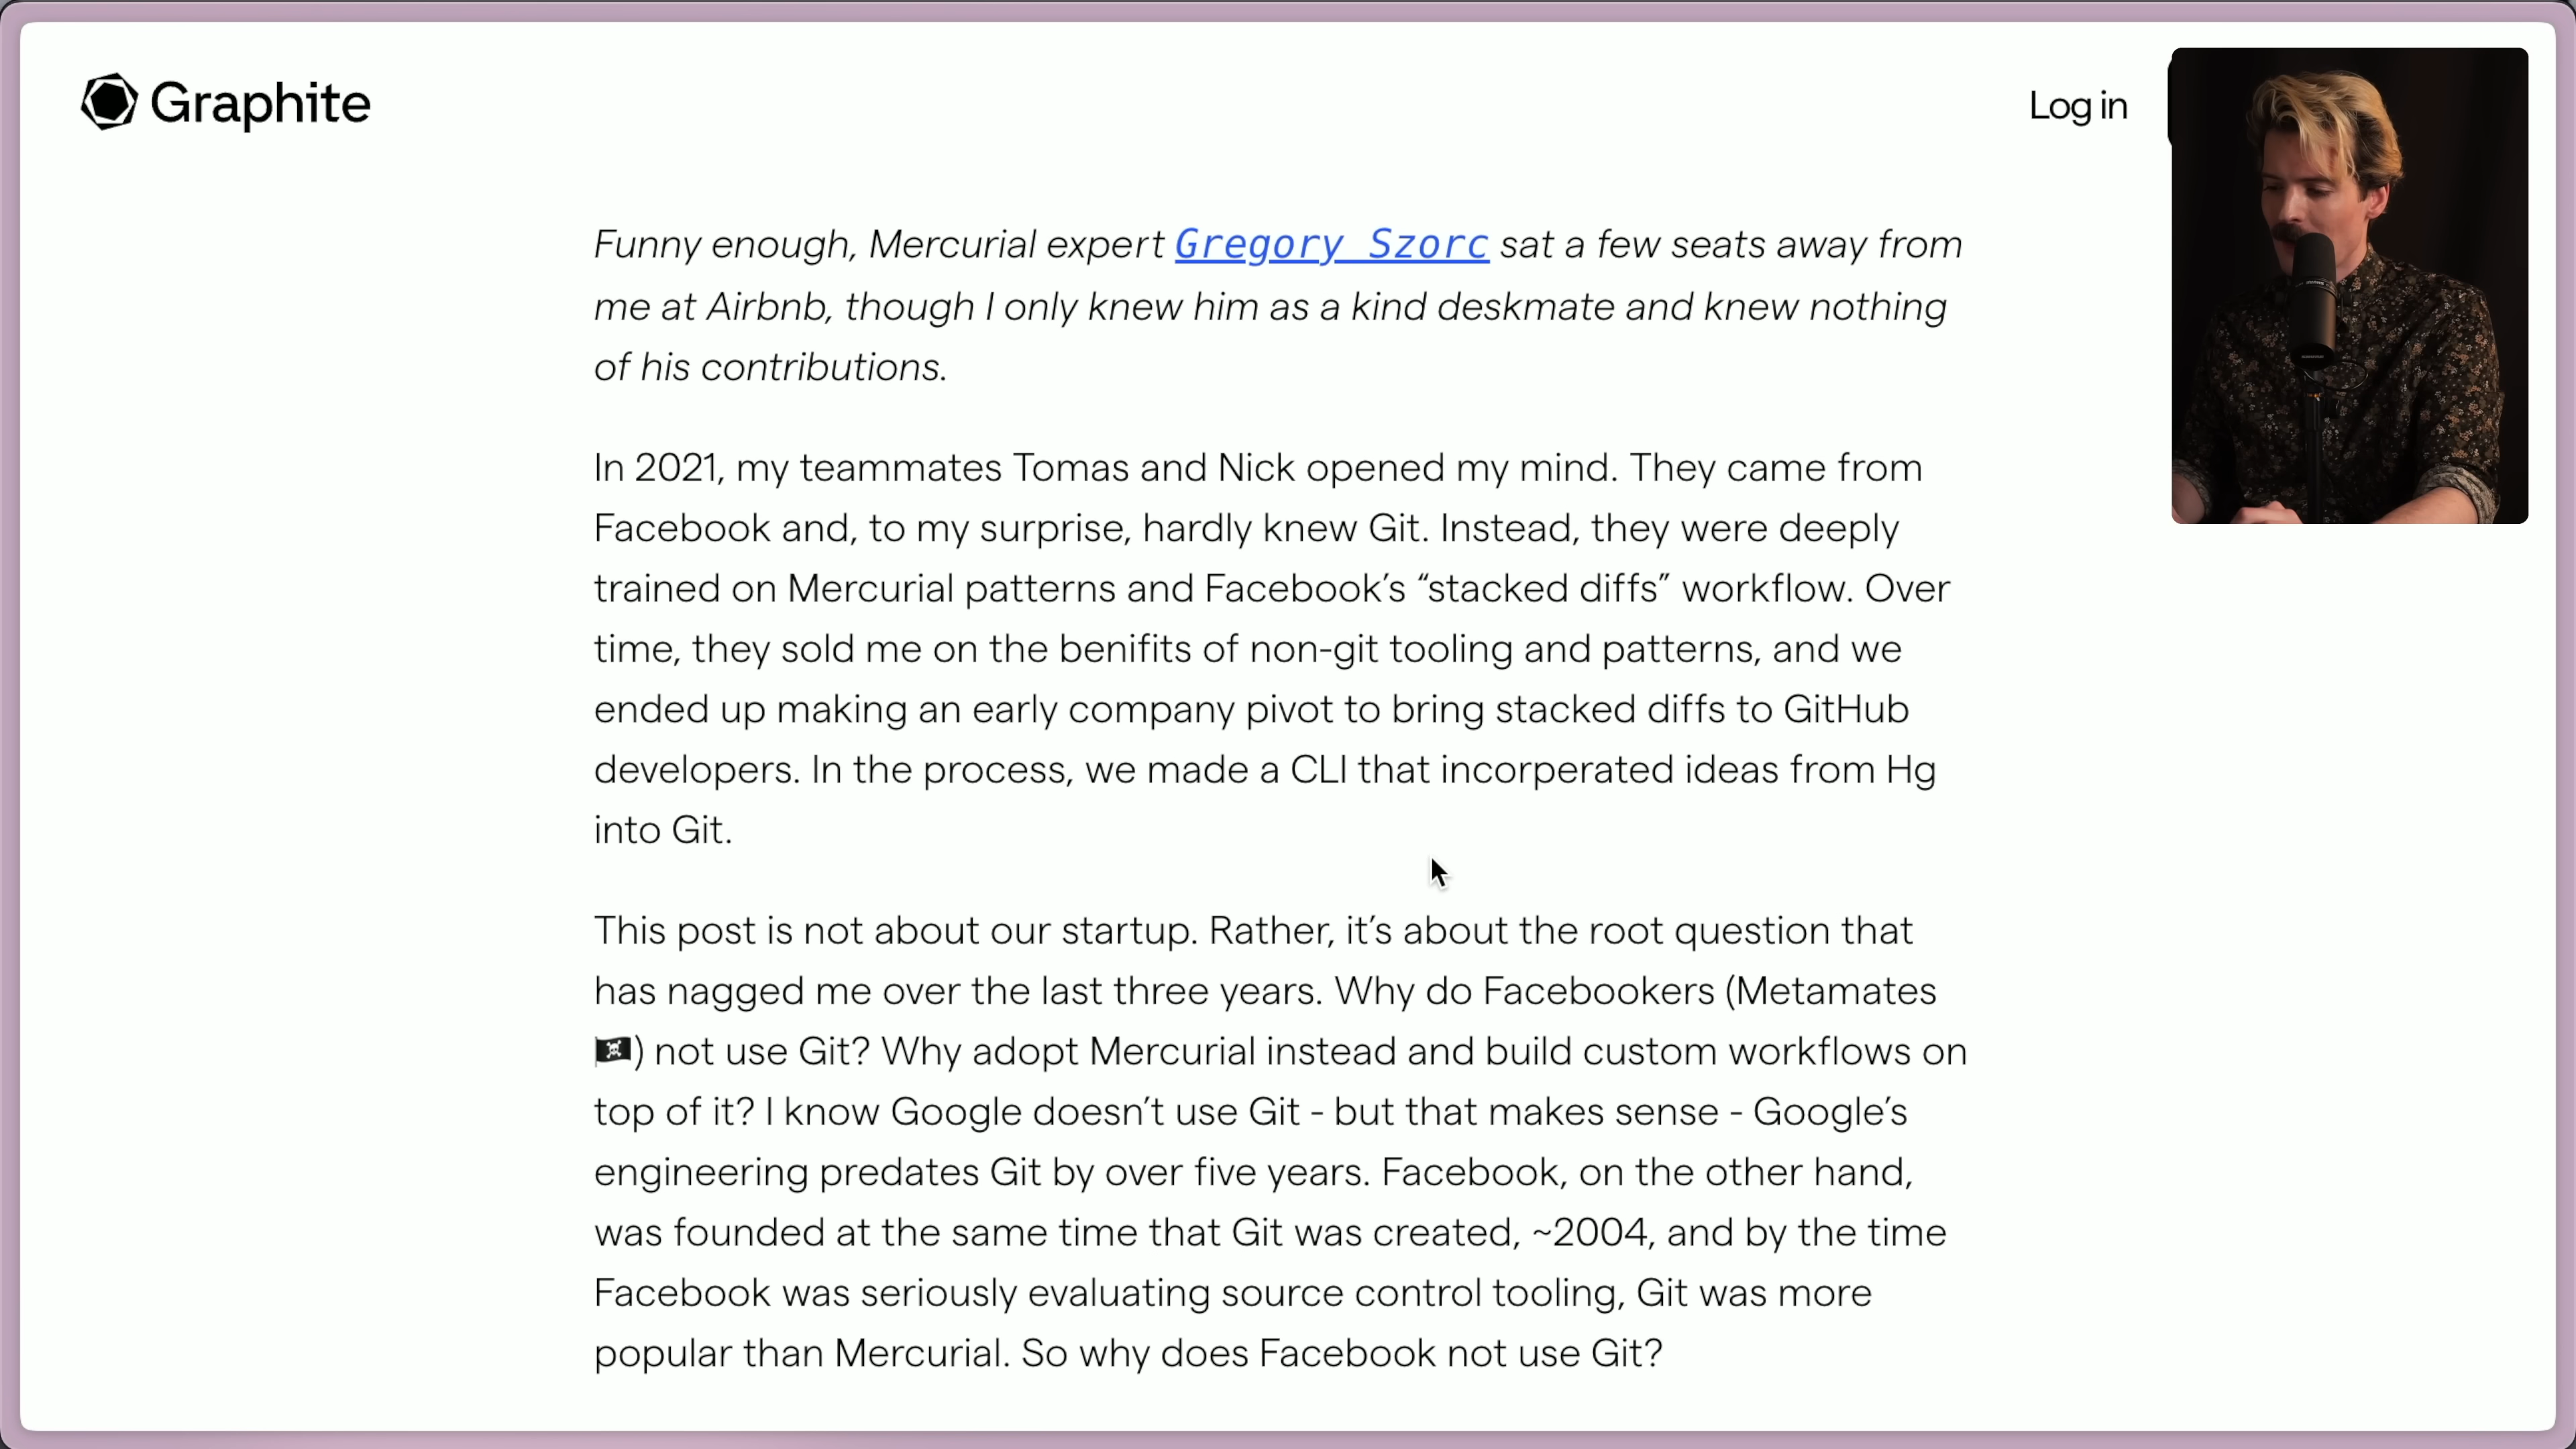 Graphite
Log in
Funny enough, Mercurial expert Gregory Szorc sat a few seats away from
me at Airbnb, though I only knew him as a kind deskmate and knew nothing
of his contributions.
In 2021, my teammates Tomas and Nick opened my mind. They came from
Facebook and, to my surprise, hardly knew Git. Instead, they were deeply
trained on Mercurial patterns and Facebook’s “stacked diffs” workflow. Over
time, they sold me on the benifits of non-git tooling and patterns, and we
ended up making an early company pivot to bring stacked diffs to GitHub
developers. In the process, we made a CLI that incorperated ideas from Hg
into Git.
This post is not about our startup. Rather, it’s about the root question that
has nagged me over the last three years. Why do Facebookers (Metamates
🏴‍☠️) not use Git? Why adopt Mercurial instead and build custom workflows on
top of it? I know Google doesn’t use Git - but that makes sense - Google’s
engineering predates Git by over five years. Facebook, on the other hand,
was founded at the same time that Git was created, ~2004, and by the time
Facebook was seriously evaluating source control tooling, Git was more
popular than Mercurial. So why does Facebook not use Git?